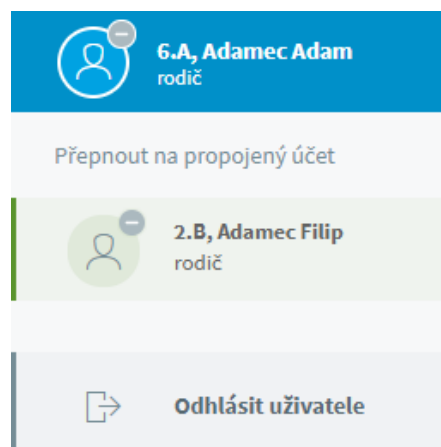 6.A, Adamec Adam
rodič
Přepnout na propojený účet
2.B, Adamec Filip
rodič
Odhlásit uživatele